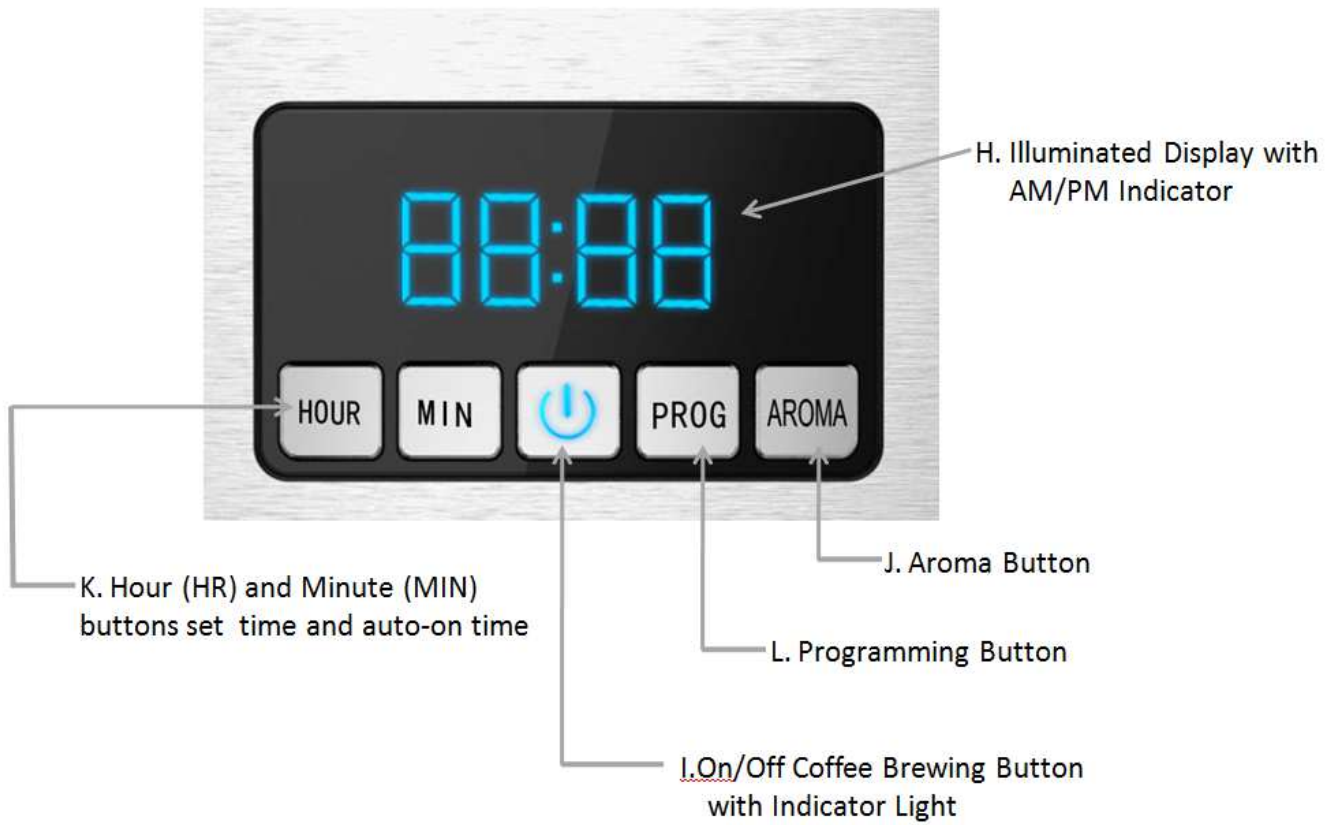 H. Illuminated Display with
AM/PM Indicator
88:88
HOUR
MIN
PROG
AROMA
J. Aroma Button
K. Hour (HR) and Minute (MIN)
buttons set time and auto-on time
L. Programming Button
I.On/Off Coffee Brewing Button
with Indicator Light